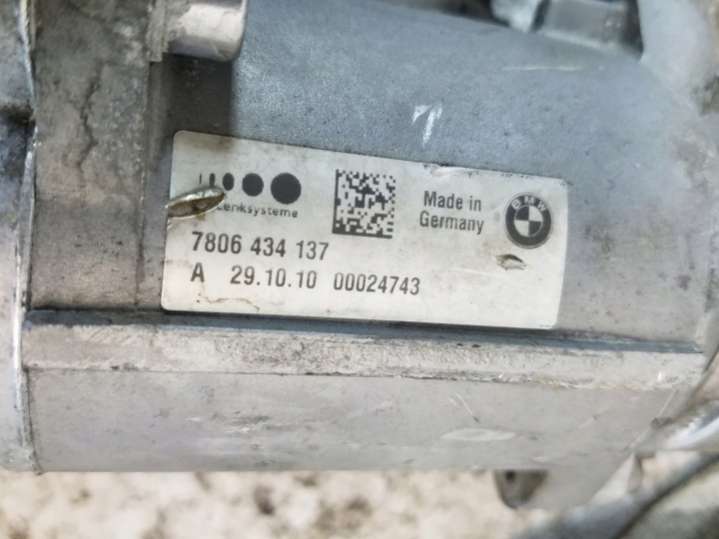 lenksysteme
Made in
Germany
BMW
7806 434 137
A 29.10.10 00024743